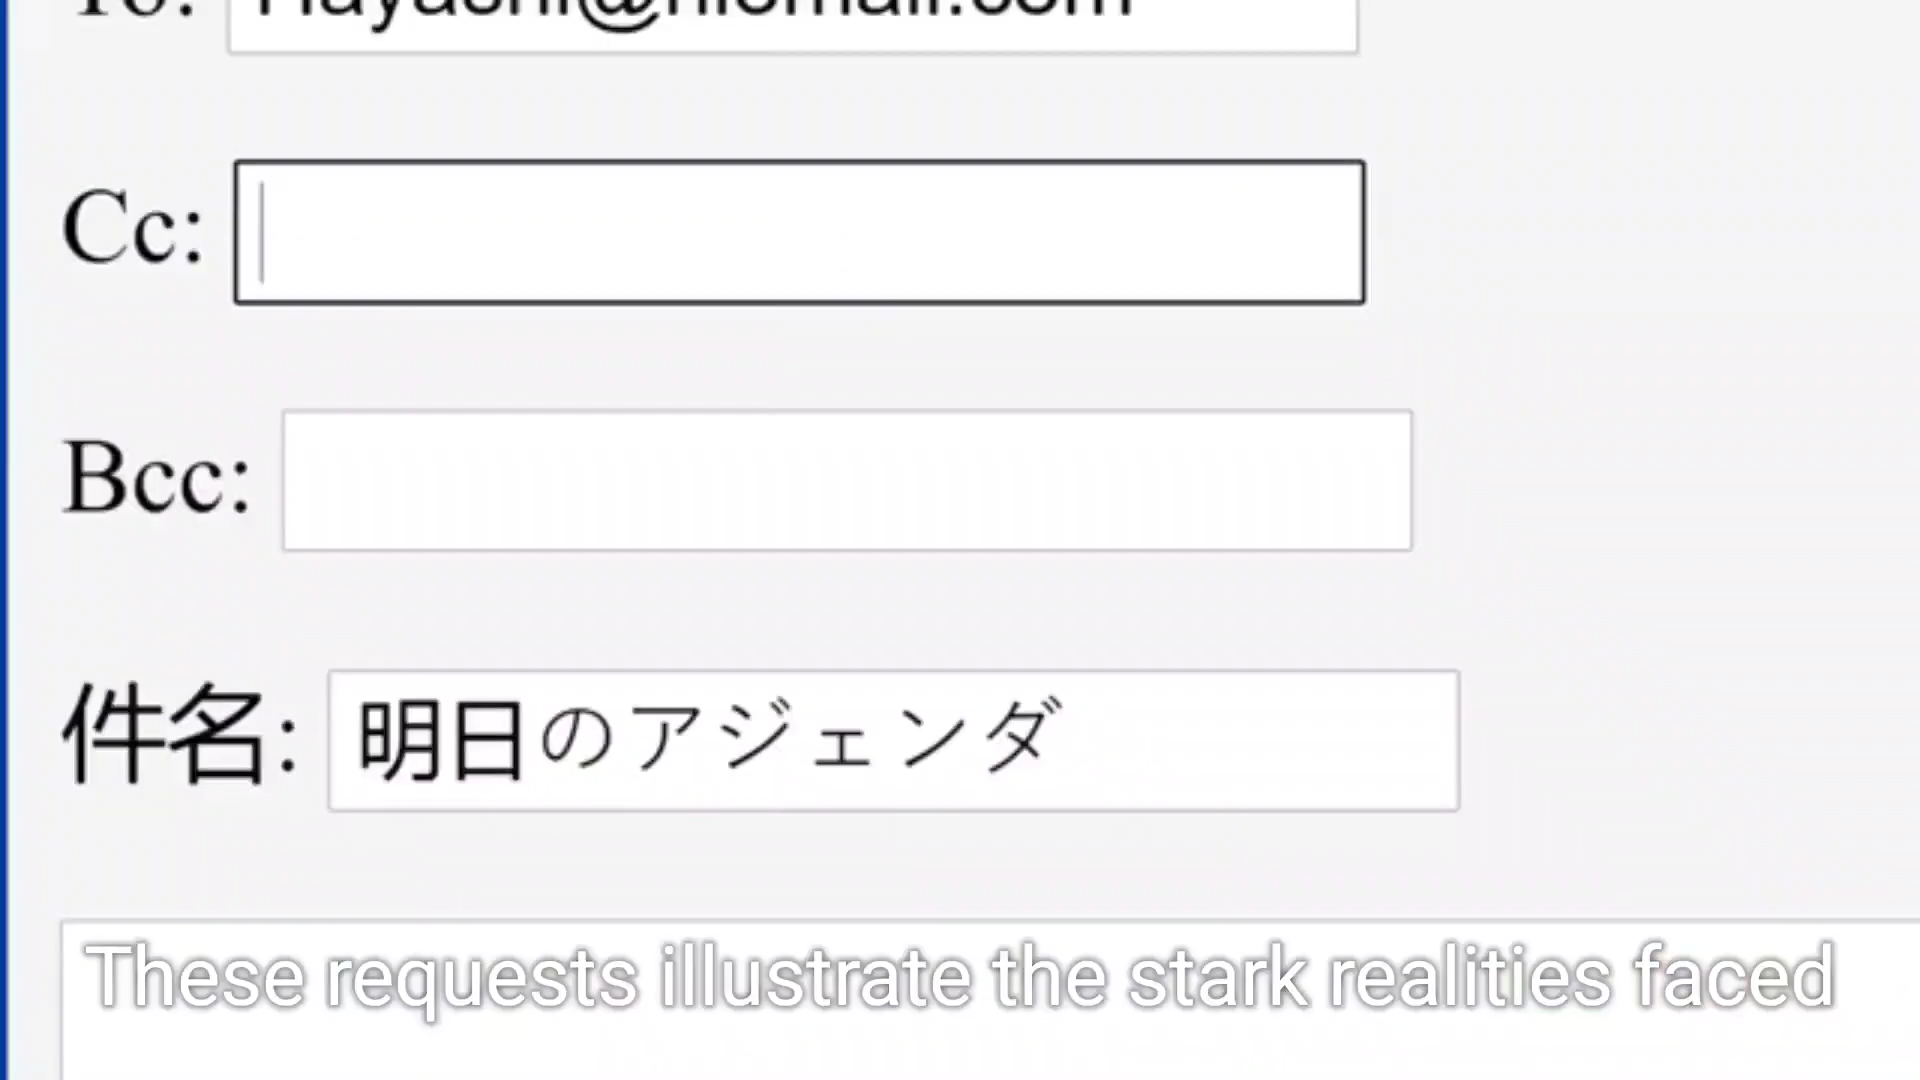 To:
Cc:
Bcc:
件名: 明日のアジェンダ
These requests illustrate the stark realities faced